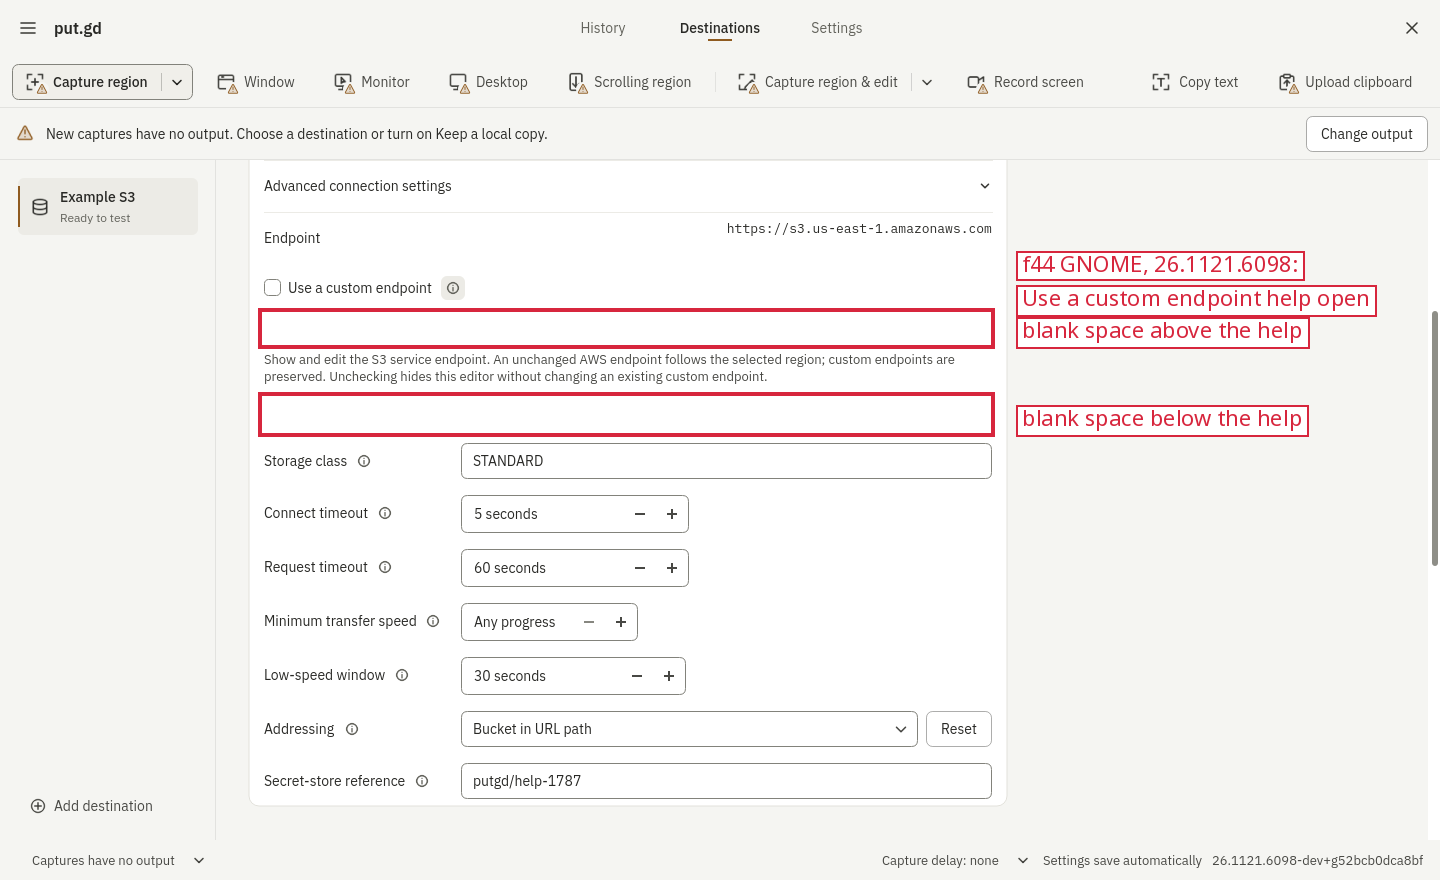 put.gd
History
Destinations
Settings
Capture region
Window
Monitor
Desktop
Scrolling region
Capture region & edit
Record screen
Copy text
Upload clipboard
New captures have no output. Choose a destination or turn on Keep a local copy.
Change output
Example S3
Ready to test
Advanced connection settings
Endpoint
https://s3.us-east-1.amazonaws.com
Use a custom endpoint
f44 GNOME, 26.1121.6098:
Use a custom endpoint help open
blank space above the help
Show and edit the S3 service endpoint. An unchanged AWS endpoint follows the selected region; custom endpoints are
preserved. Unchecking hides this editor without changing an existing custom endpoint.
blank space below the help
Storage class
STANDARD
Connect timeout
5 seconds
Request timeout
60 seconds
Minimum transfer speed
Any progress
Low-speed window
30 seconds
Addressing
Bucket in URL path
Reset
Secret-store reference
putgd/help-1787
Add destination
Captures have no output
Capture delay: none
Settings save automatically
26.1121.6098-dev+g52bcb0dca8bf